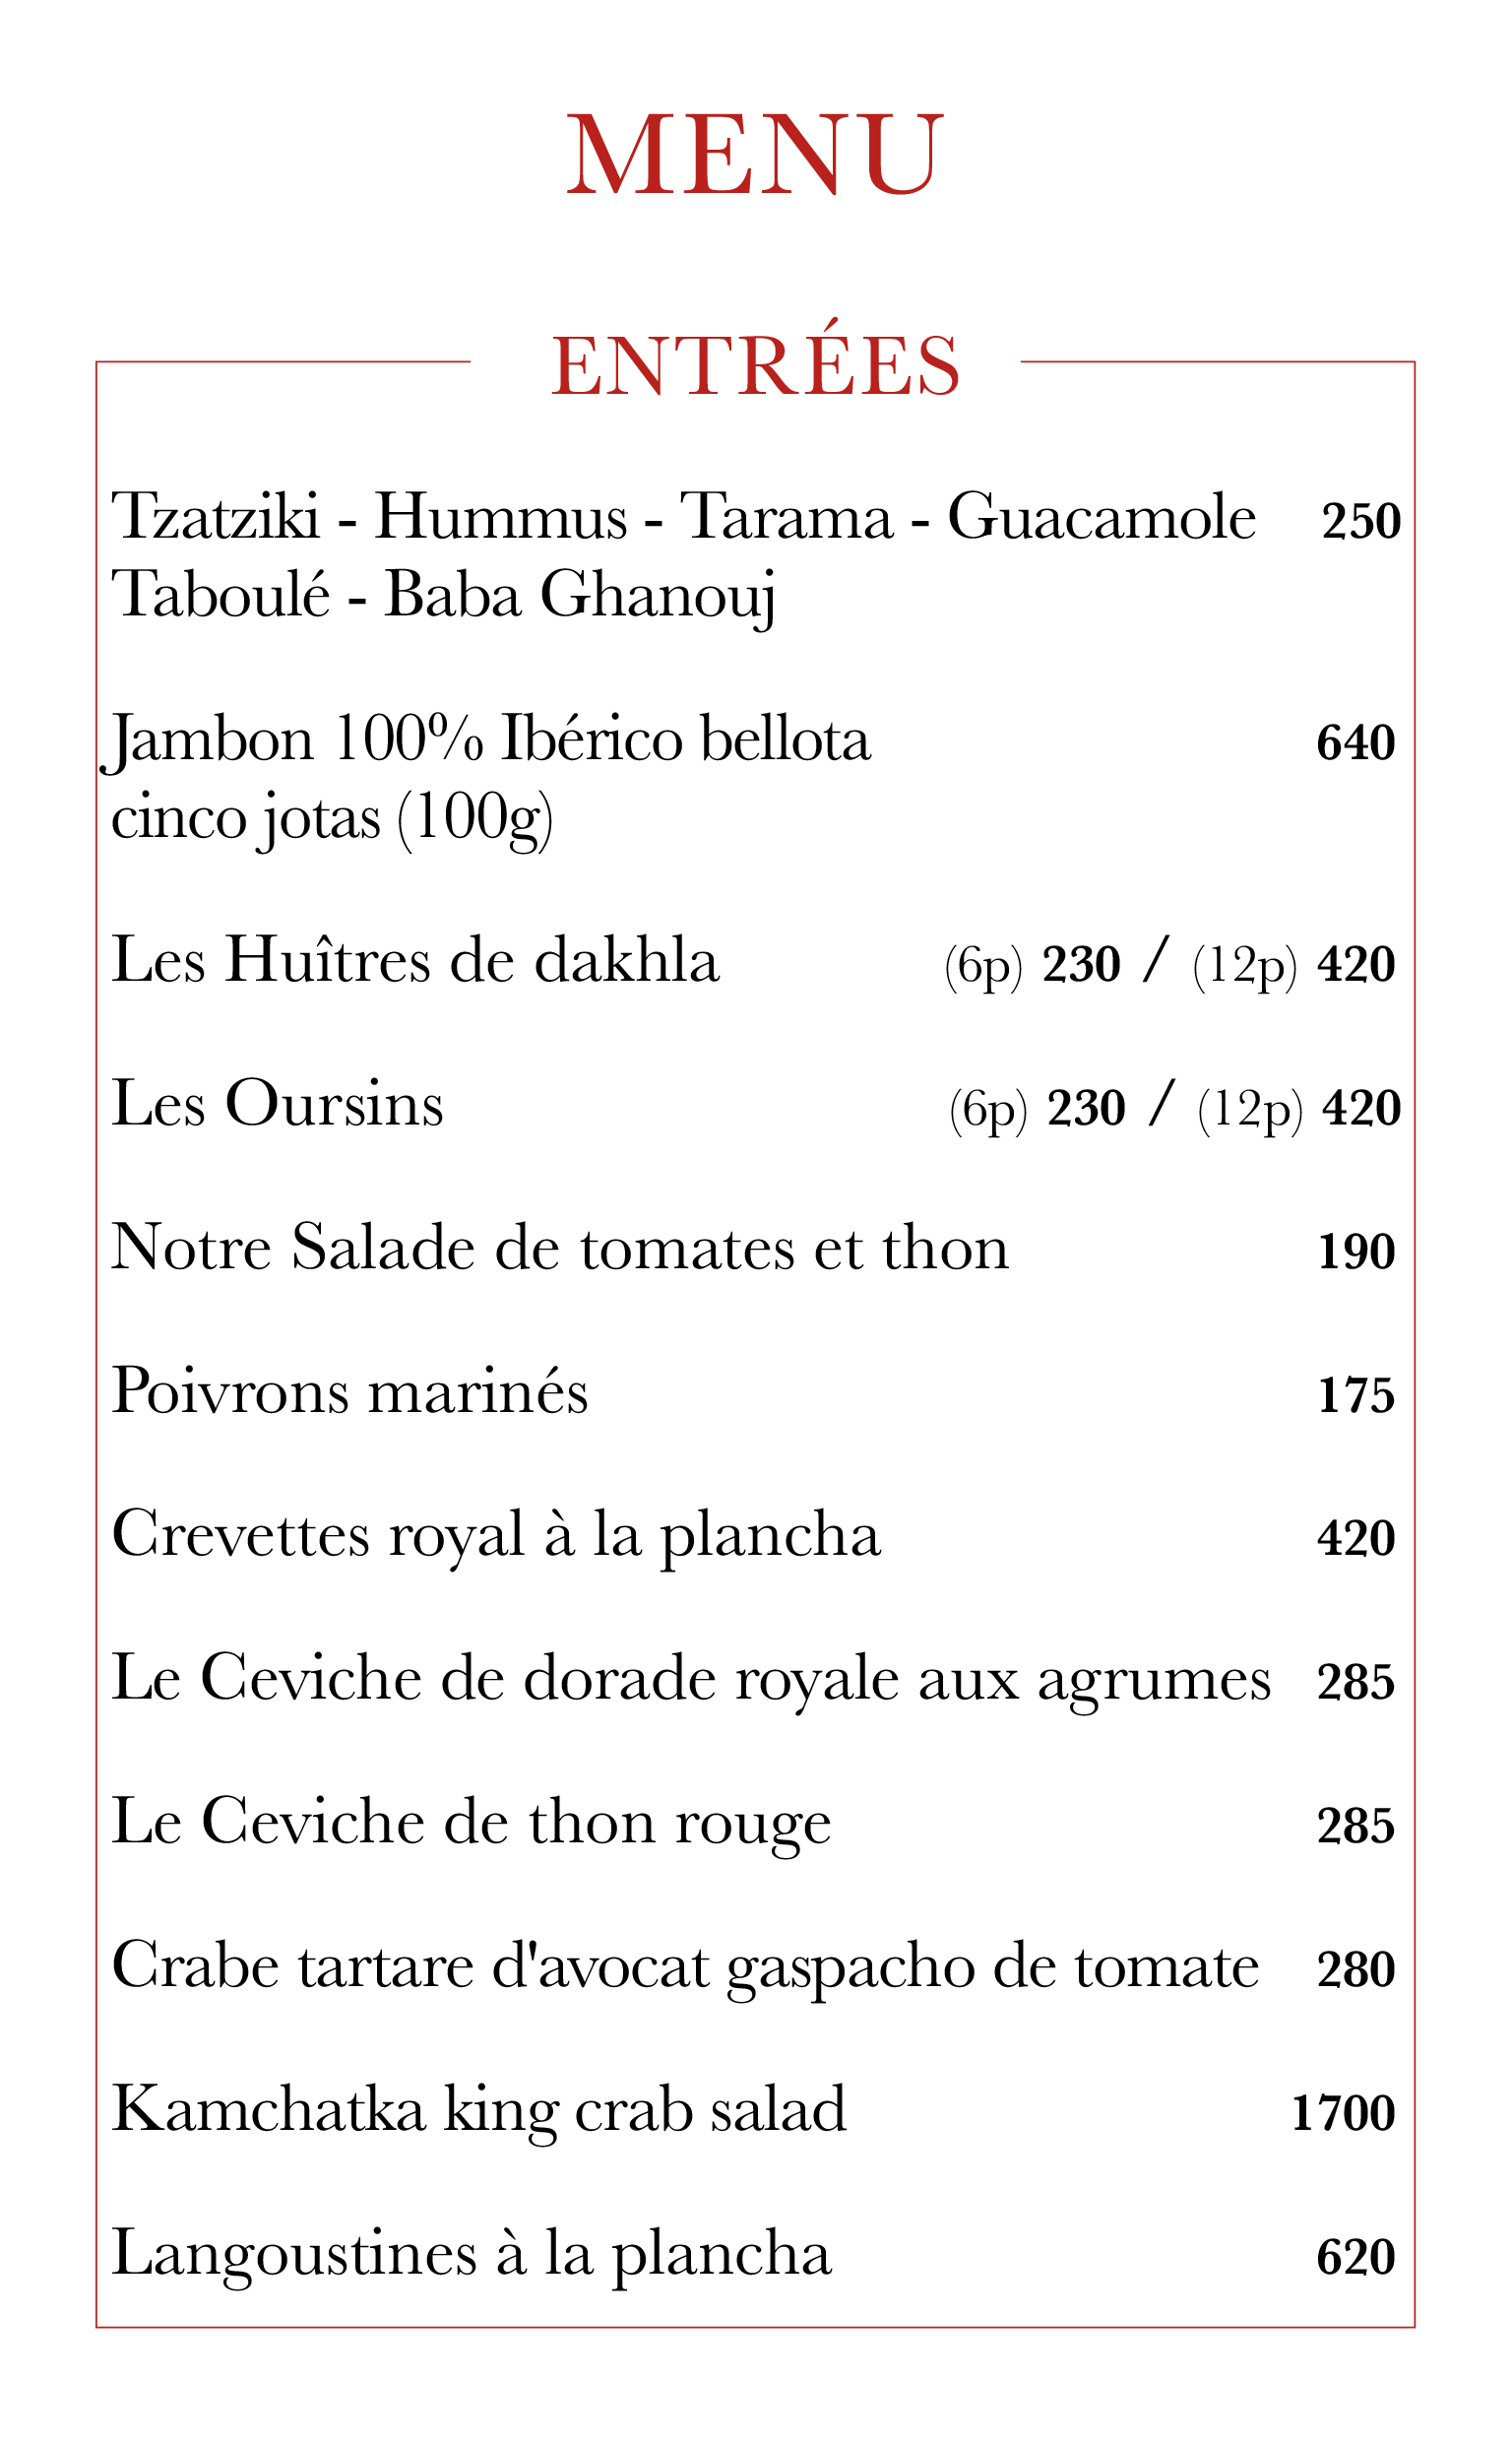 MENU
ENTRÉES
Tzatziki - Hummus - Tarama - Guacamole 250
Taboulé - Baba Ghanouj
Jambon 100% Ibérico bellota 640
cinco jotas (100g)
Les Huîtres de dakhla (6p) 230 / (12p) 420
Les Oursins (6p) 230 / (12p) 420
Notre Salade de tomates et thon 190
Poivrons marinés 175
Crevettes royal à la plancha 420
Le Ceviche de dorade royale aux agrumes 285
Le Ceviche de thon rouge 285
Crabe tartare d'avocat gaspacho de tomate 280
Kamchatka king crab salad 1700
Langoustines à la plancha 620